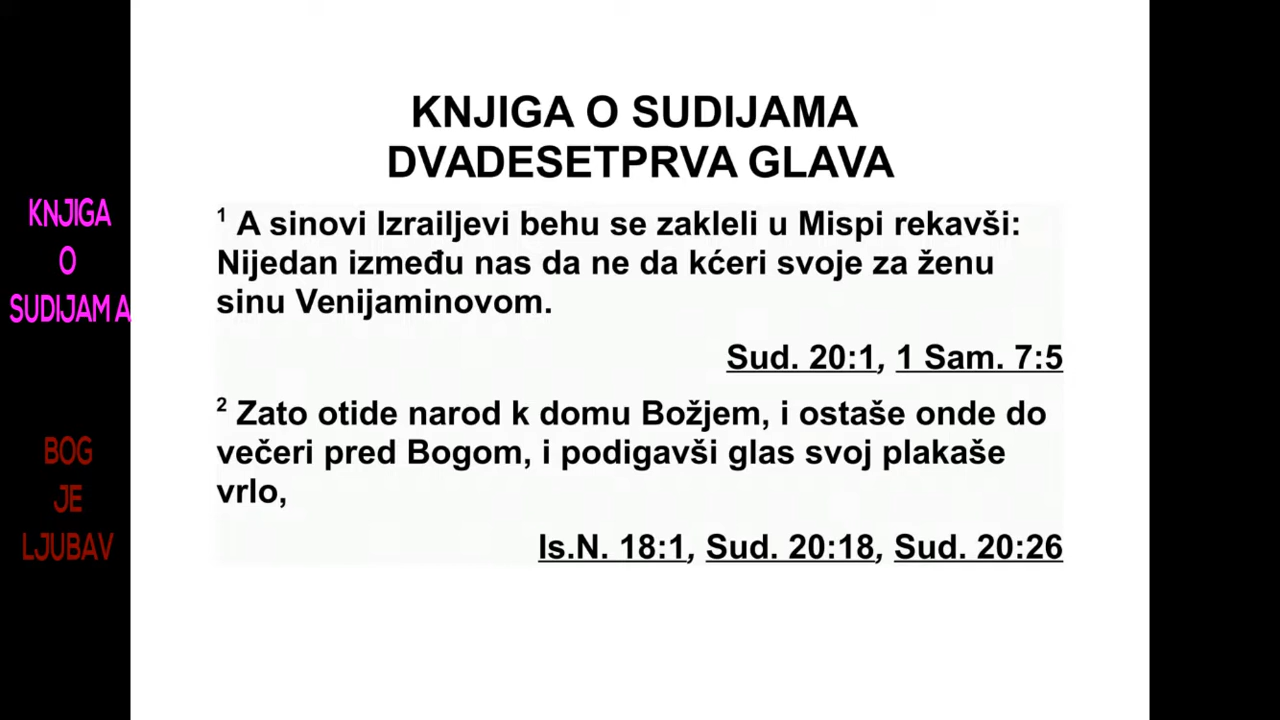 KNJIGA O SUDIJAMA
DVADESETPRVA GLAVA
1 A sinovi Izrailjevi behu se zakleli u Mispi rekavši:
Nijedan između nas da ne da kćeri svoje za ženu
sinu Venijaminovom.
Sud. 20:1, 1 Sam. 7:5
2 Zato otide narod k domu Božjem, i ostaše onde do
večeri pred Bogom, i podigavši glas svoj plakaše
vrlo,
Is.N. 18:1, Sud. 20:18, Sud. 20:26
KNJIGA
O
SUDIJAMA
BOG
JE
LJUBAV